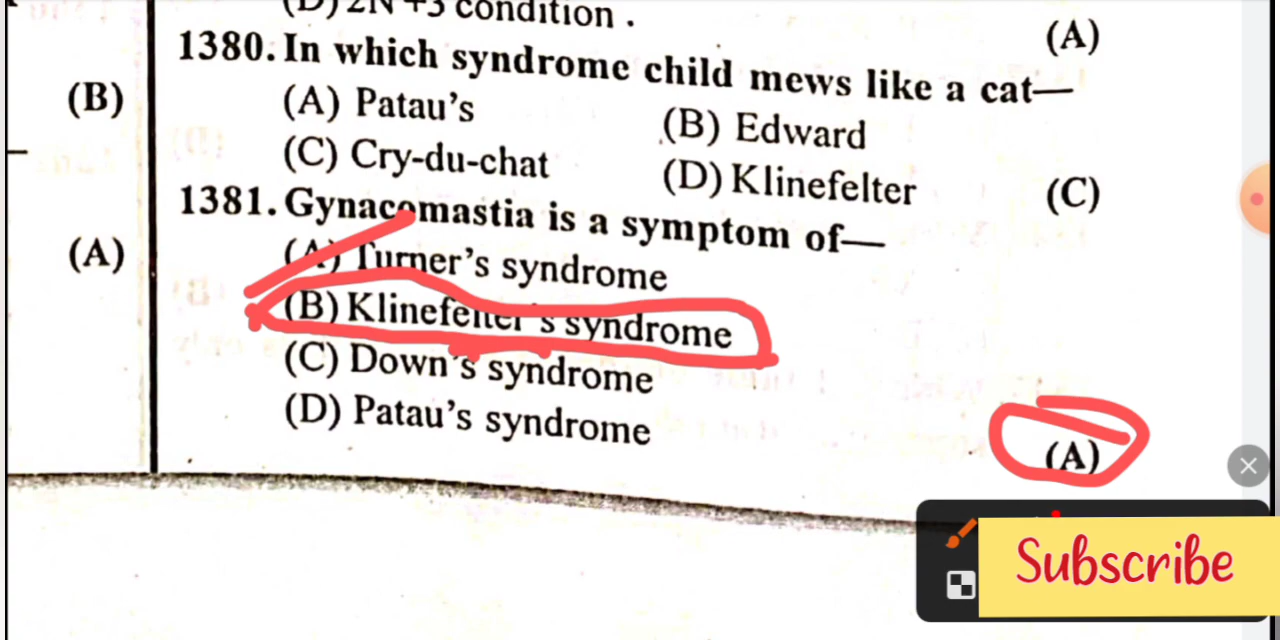 (D) 2N +3 condition .
(A)
1380. In which syndrome child mews like a cat—
(B)
(A) Patau's (B) Edward
(C) Cry-du-chat (D) Klinefelter (C)
1381. Gynacomastia is a symptom of—
(A)
(A) Turner's syndrome
(B) Klinefelter's syndrome
(C) Down's syndrome
(D) Patau's syndrome
(A)
Subscribe